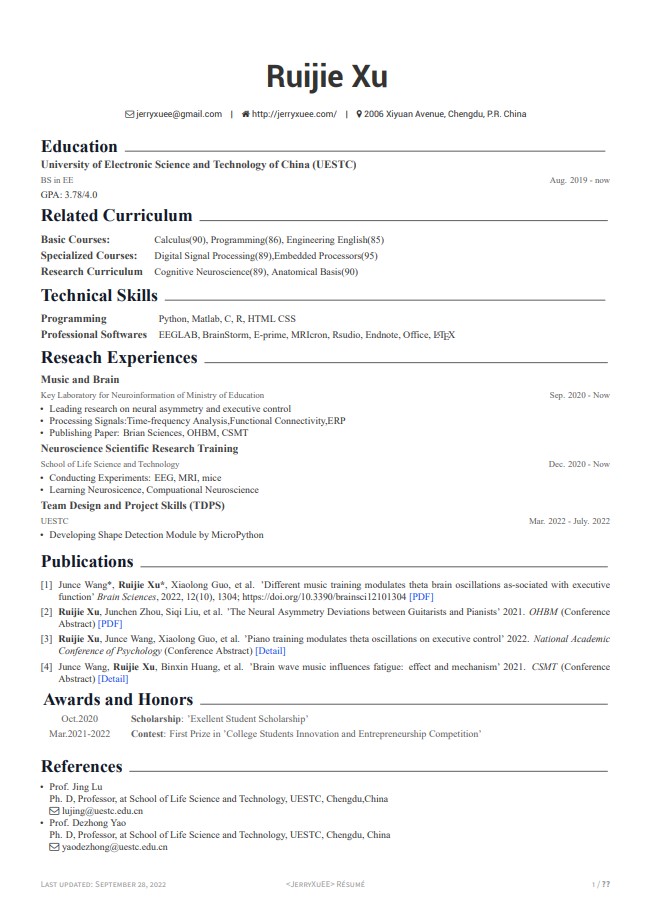 Ruijie Xu
jerryxuee@gmail.com | http://jerryxuee.com/ | 2006 Xiyuan Avenue, Chengdu, P.R. China
Education
University of Electronic Science and Technology of China (UESTC)
BS in EE Aug. 2019 - now
GPA: 3.78/4.0
Related Curriculum
Basic Courses: Calculus(90), Programming(86), Engineering English(85)
Specialized Courses: Digital Signal Processing(89),Embedded Processors(95)
Research Curriculum Cognitive Neuroscience(89), Anatomical Basis(90)
Technical Skills
Programming Python, Matlab, C, R, HTML CSS
Professional Softwares EEGLAB, BrainStorm, E-prime, MRIcron, Rsudio, Endnote, Office, LATEX
Reseach Experiences
Music and Brain
Key Laboratory for Neuroinformation of Ministry of Education Sep. 2020 - Now
• Leading research on neural asymmetry and executive control
• Processing Signals:Time-frequency Analysis,Functional Connectivity,ERP
• Publishing Paper: Brian Sciences, OHBM, CSMT
Neuroscience Scientific Research Training
School of Life Science and Technology Dec. 2020 - Now
• Conducting Experiments: EEG, MRI, mice
• Learning Neurosicence, Compuational Neuroscience
Team Design and Project Skills (TDPS)
UESTC Mar. 2022 - July. 2022
• Developing Shape Detection Module by MicroPython
Publications
[1] Junce Wang*, Ruijie Xu*, Xiaolong Guo, et al. 'Different music training modulates theta brain oscillations as-sociated with executive
function' Brain Sciences, 2022, 12(10), 1304; https://doi.org/10.3390/brainsci12101304 [PDF]
[2] Ruijie Xu, Junchen Zhou, Siqi Liu, et al. 'The Neural Asymmetry Deviations between Guitarists and Pianists' 2021. OHBM (Conference
Abstract) [PDF]
[3] Ruijie Xu, Junce Wang, Xiaolong Guo, et al. 'Piano training modulates theta oscillations on executive control' 2022. National Academic
Conference of Psychology (Conference Abstract) [Detail]
[4] Junce Wang, Ruijie Xu, Binxin Huang, et al. 'Brain wave music influences fatigue: effect and mechanism' 2021. CSMT (Conference
Abstract) [Detail]
Awards and Honors
Oct.2020 Scholarship: 'Exellent Student Scholarship'
Mar.2021-2022 Contest: First Prize in 'College Students Innovation and Entrepreneurship Competition'
References
• Prof. Jing Lu
Ph. D, Professor, at School of Life Science and Technology, UESTC, Chengdu,China
lujing@uestc.edu.cn
• Prof. Dezhong Yao
Ph. D, Professor, at School of Life Science and Technology, UESTC, Chengdu, China
yaodezhong@uestc.edu.cn
LAST UPDATED: SEPTEMBER 28, 2022 <JERRYXUEE> RÉSUMÉ 1 / ??